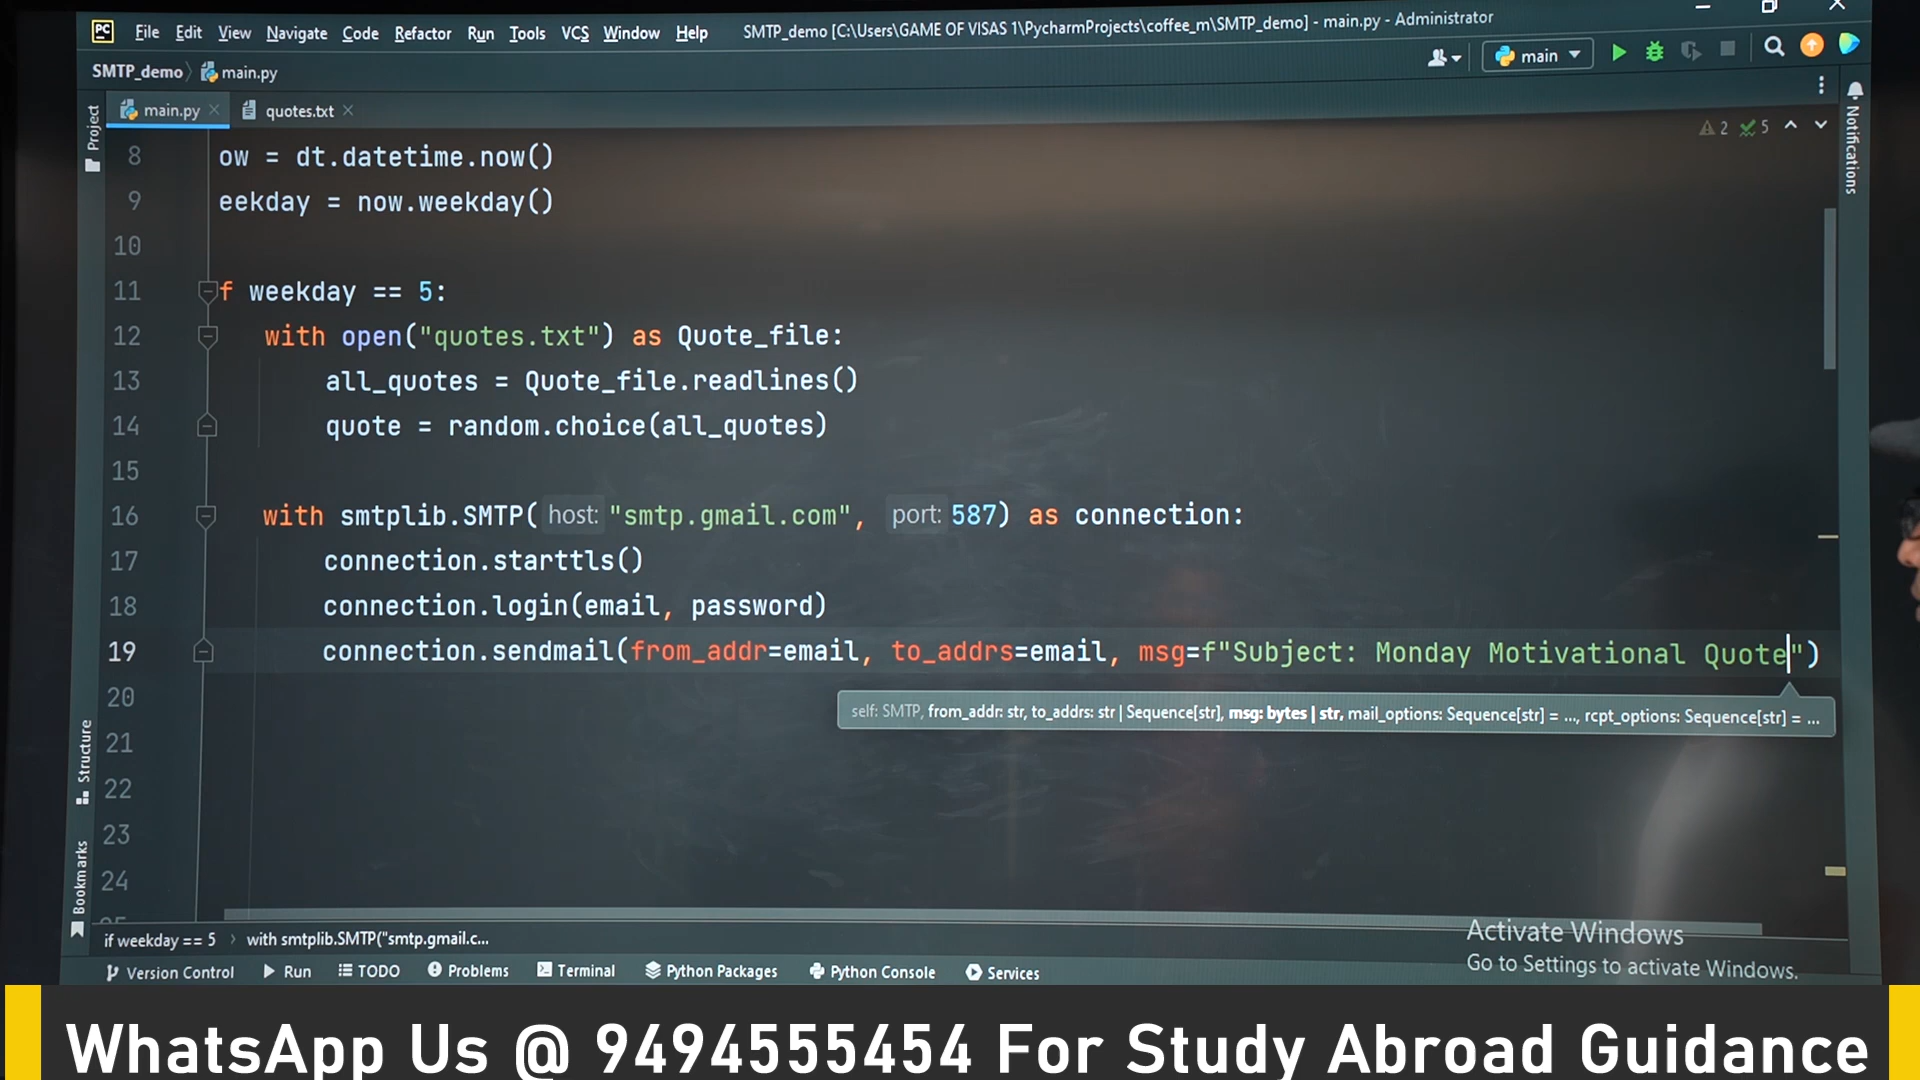 PC File Edit View Navigate Code Refactor Run Tools VCS Window Help SMTP_demo [C:\Users\GAME OF VISAS 1\PycharmProjects\coffee_m\SMTP_demo] - main.py - Administrator
SMTP_demo main.py main
main.py quotes.txt
Project
Notifications
2 5
8 ow = dt.datetime.now()
9 eekday = now.weekday()
10
11 f weekday == 5:
12 with open("quotes.txt") as Quote_file:
13 all_quotes = Quote_file.readlines()
14 quote = random.choice(all_quotes)
15
16 with smtplib.SMTP( host: "smtp.gmail.com", port: 587) as connection:
17 connection.starttls()
18 connection.login(email, password)
19 connection.sendmail(from_addr=email, to_addrs=email, msg=f"Subject: Monday Motivational Quote")
20
self: SMTP, from_addr: str, to_addrs: str | Sequence[str], msg: bytes | str, mail_options: Sequence[str] = ..., rcpt_options: Sequence[str] = ...
21
22
23
24
Structure
Bookmarks
if weekday == 5 with smtplib.SMTP("smtp.gmail.c...
Activate Windows
Go to Settings to activate Windows.
Version Control Run TODO Problems Terminal Python Packages Python Console Services
WhatsApp Us @ 9494555454 For Study Abroad Guidance